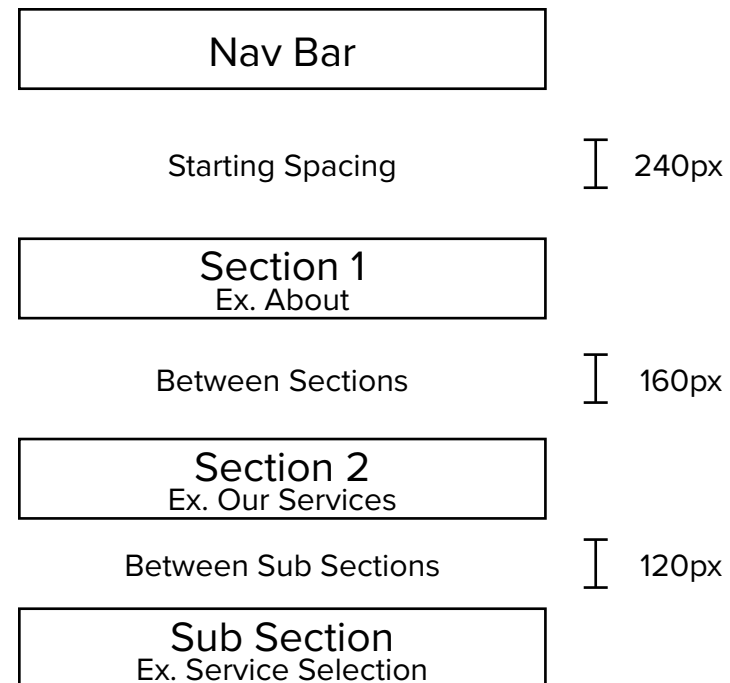 Nav Bar
Starting Spacing
240px
Section 1
Ex. About
Between Sections
160px
Section 2
Ex. Our Services
Between Sub Sections
120px
Sub Section
Ex. Service Selection